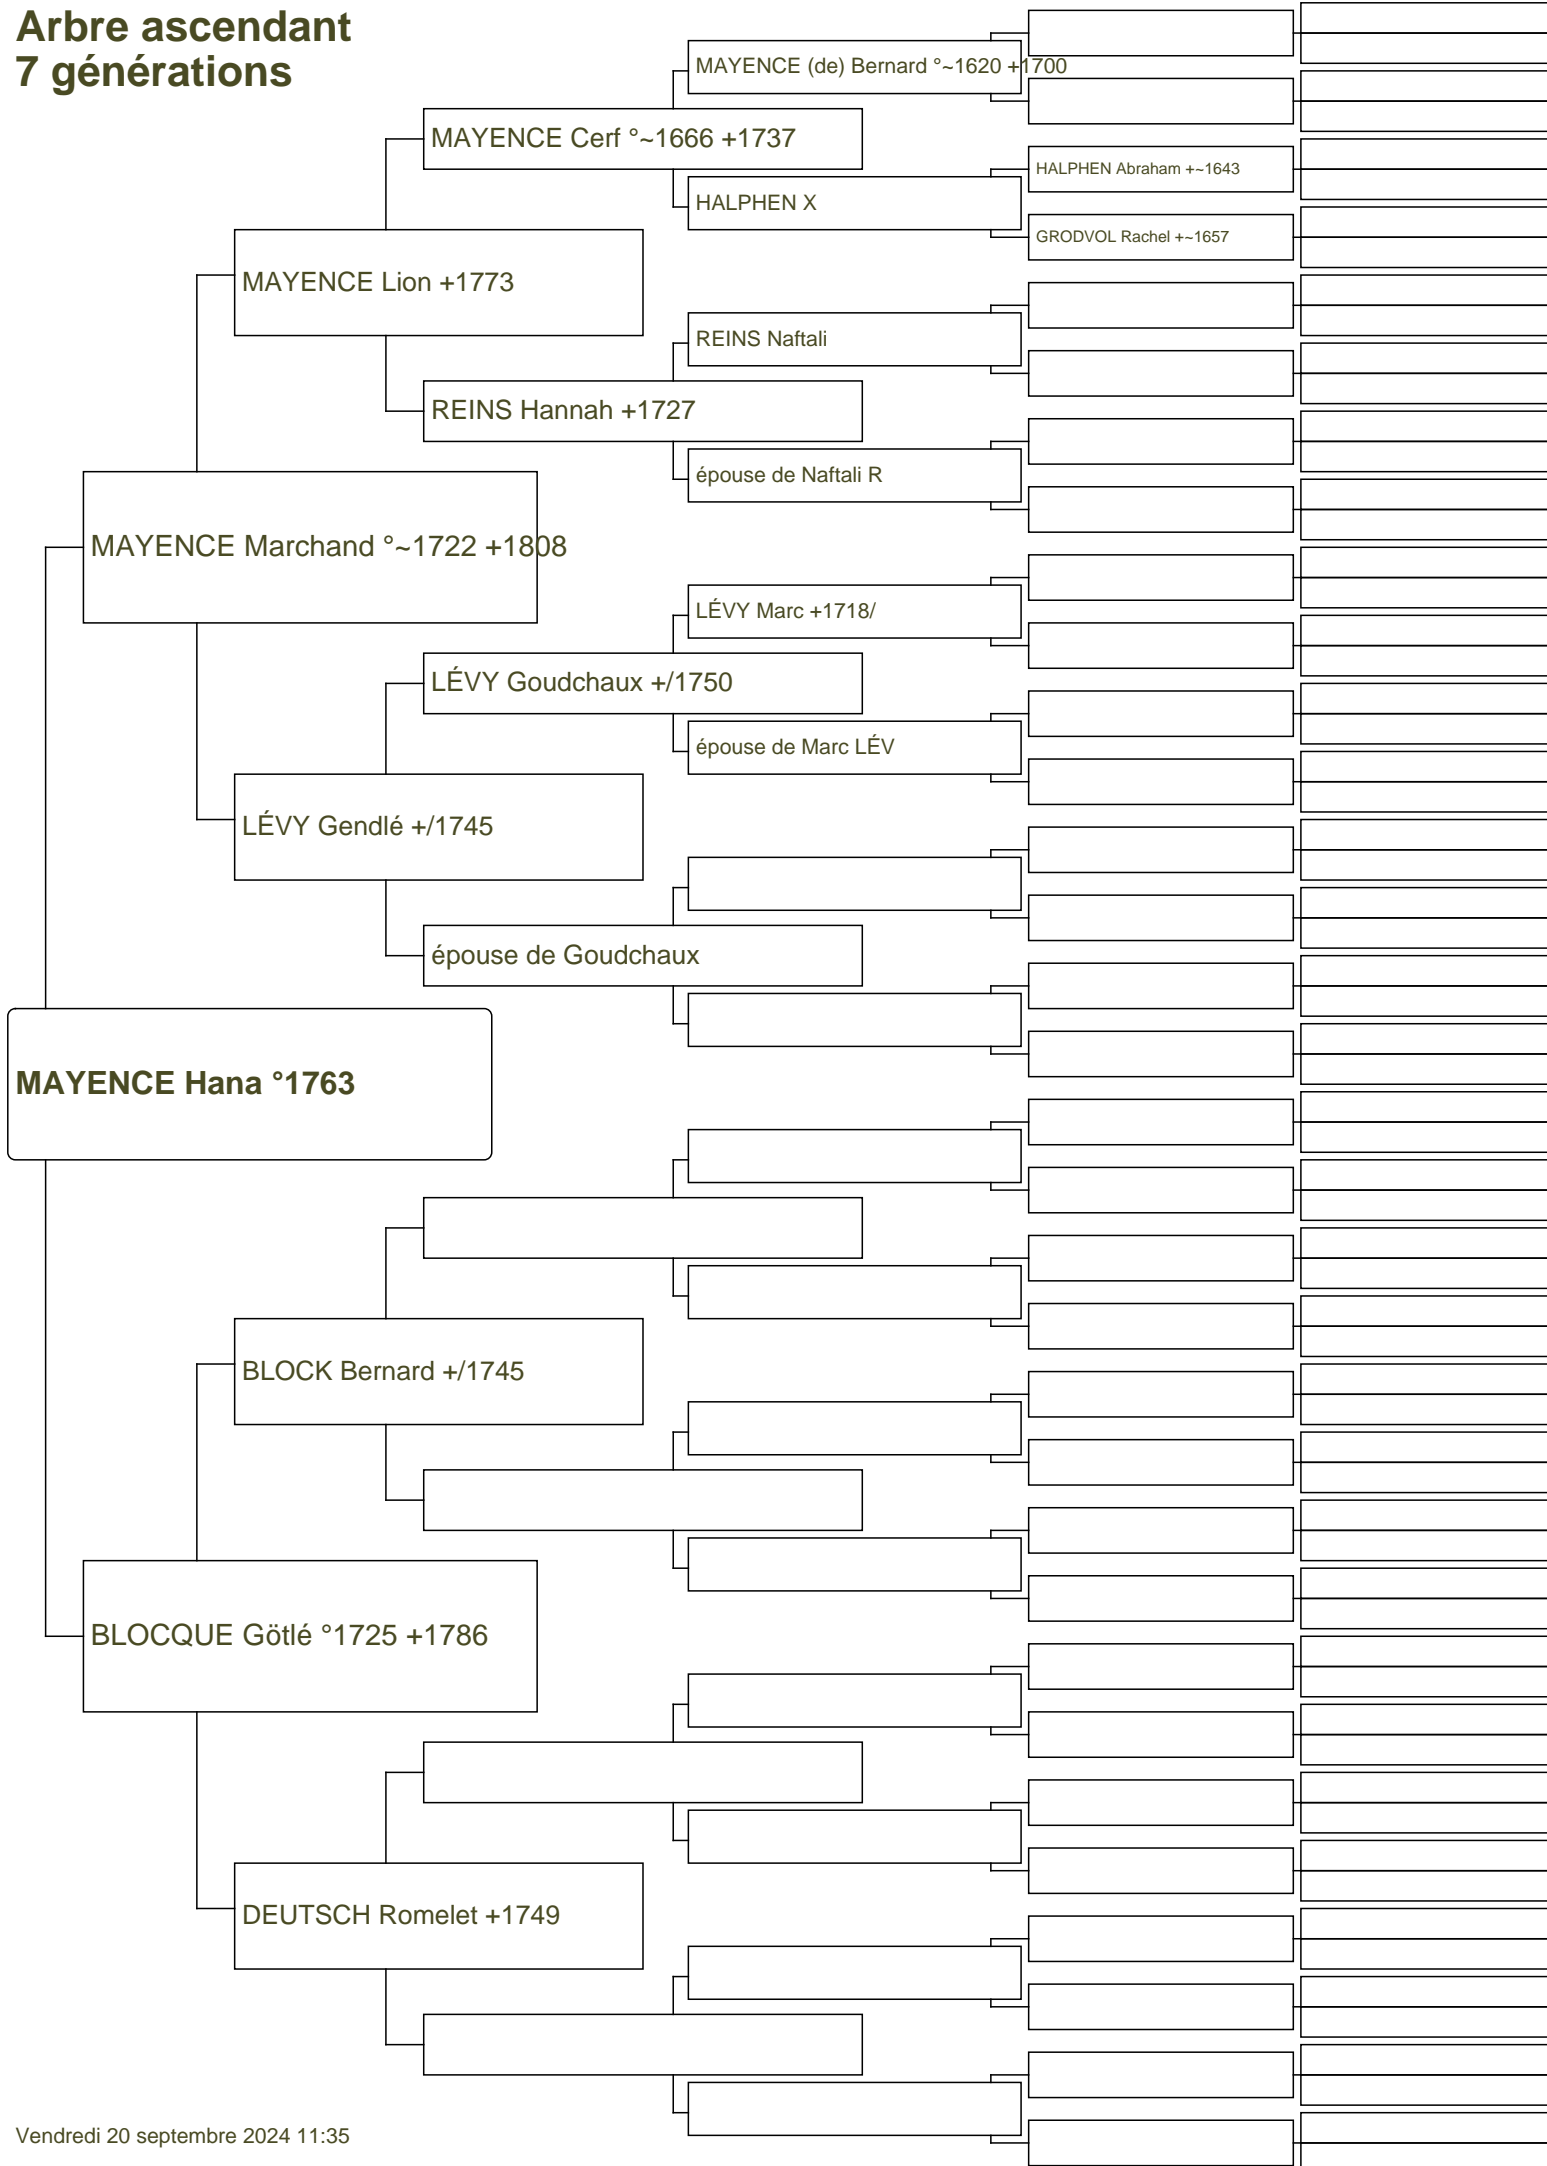 Arbre ascendant
7 générations
MAYENCE (de) Bernard °~1620 +1700
MAYENCE Cerf °~1666 +1737
HALPHEN Abraham +~1643
HALPHEN X
GRODVOL Rachel +~1657
MAYENCE Lion +1773
REINS Naftali
REINS Hannah +1727
épouse de Naftali R
MAYENCE Marchand °~1722 +1808
LÉVY Marc +1718/
LÉVY Goudchaux +/1750
épouse de Marc LÉV
LÉVY Gendlé +/1745
épouse de Goudchaux
MAYENCE Hana °1763
BLOCK Bernard +/1745
BLOCQUE Götlé °1725 +1786
DEUTSCH Romelet +1749
Vendredi 20 septembre 2024 11:35